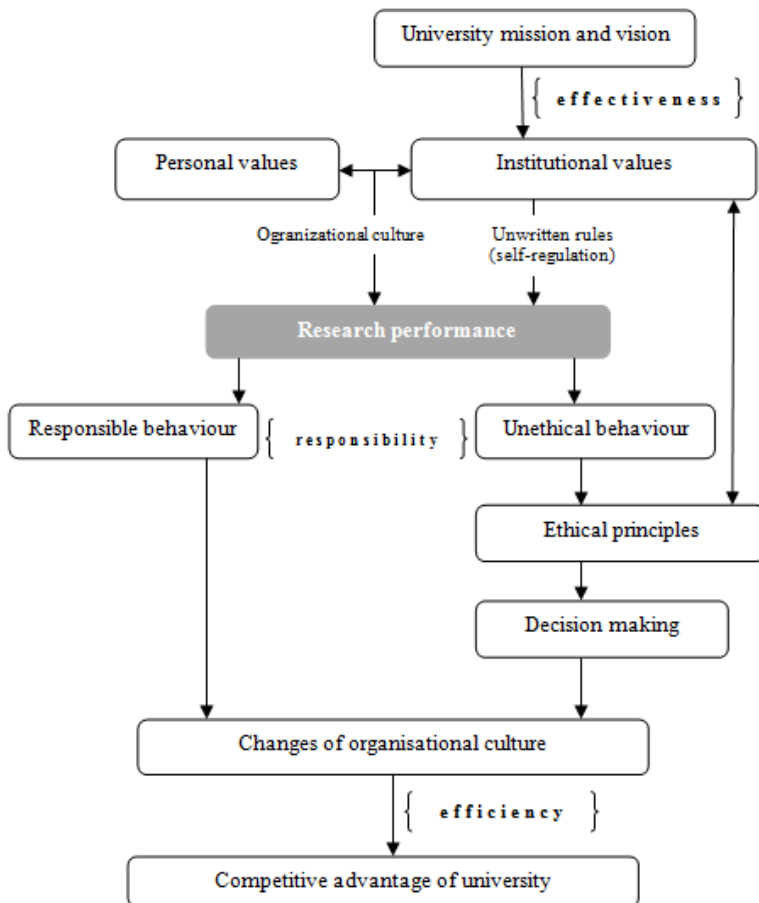 University mission and vision
{ effectiveness }
Personal values
Institutional values
Ogranizational culture
Unwritten rules
(self-regulation)
Research performance
Responsible behaviour
{ responsibility }
Unethical behaviour
Ethical principles
Decision making
Changes of organisational culture
{ efficiency }
Competitive advantage of university